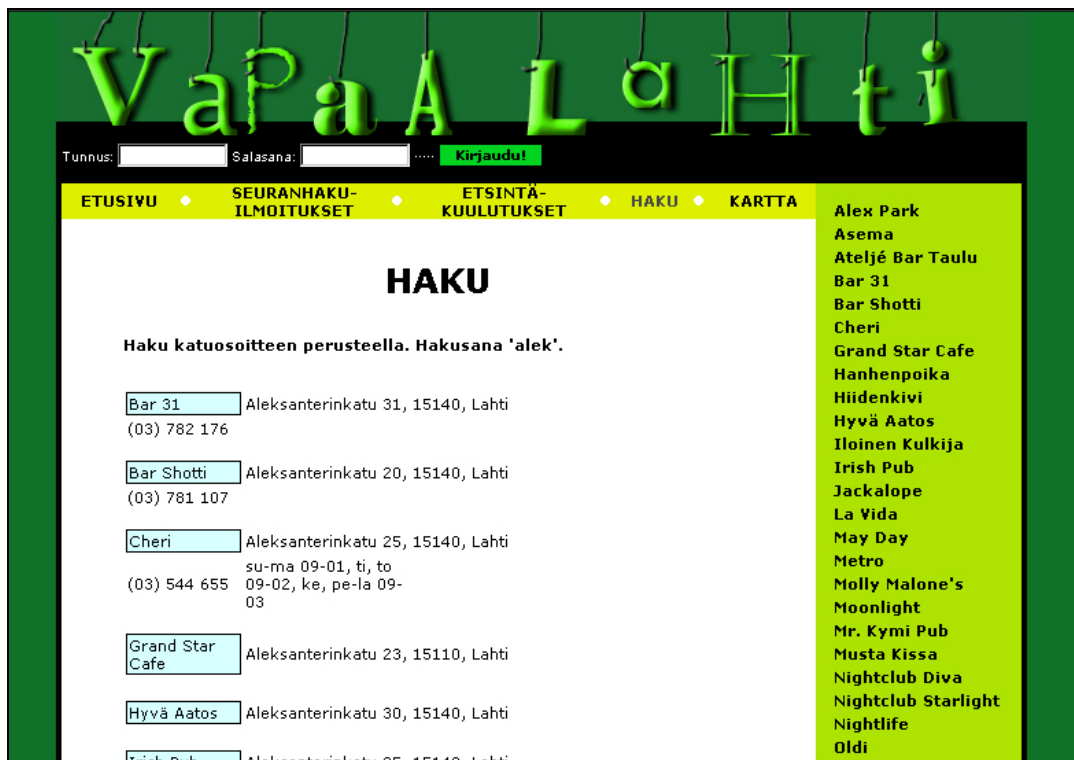 VaPaA LaHti
Tunnus: Salasana: ..... Kirjaudu!
ETUSIVU SEURANHAKU-ILMOITUKSET ETSINTÄ-KUULUTUKSET HAKU KARTTA
HAKU
Haku katuosoitteen perusteella. Hakusana 'alek'.
Bar 31 Aleksanterinkatu 31, 15140, Lahti
(03) 782 176
Bar Shotti Aleksanterinkatu 20, 15140, Lahti
(03) 781 107
Cheri Aleksanterinkatu 25, 15140, Lahti
(03) 544 655
su-ma 09-01, ti, to
09-02, ke, pe-la 09-
03
Grand Star
Cafe
Aleksanterinkatu 23, 15110, Lahti
Hyvä Aatos Aleksanterinkatu 30, 15140, Lahti
Alex Park
Asema
Ateljé Bar Taulu
Bar 31
Bar Shotti
Cheri
Grand Star Cafe
Hanhenpoika
Hiidenkivi
Hyvä Aatos
Iloinen Kulkija
Irish Pub
Jackalope
La Vida
May Day
Metro
Molly Malone's
Moonlight
Mr. Kymi Pub
Musta Kissa
Nightclub Diva
Nightclub Starlight
Nightlife
Oldi